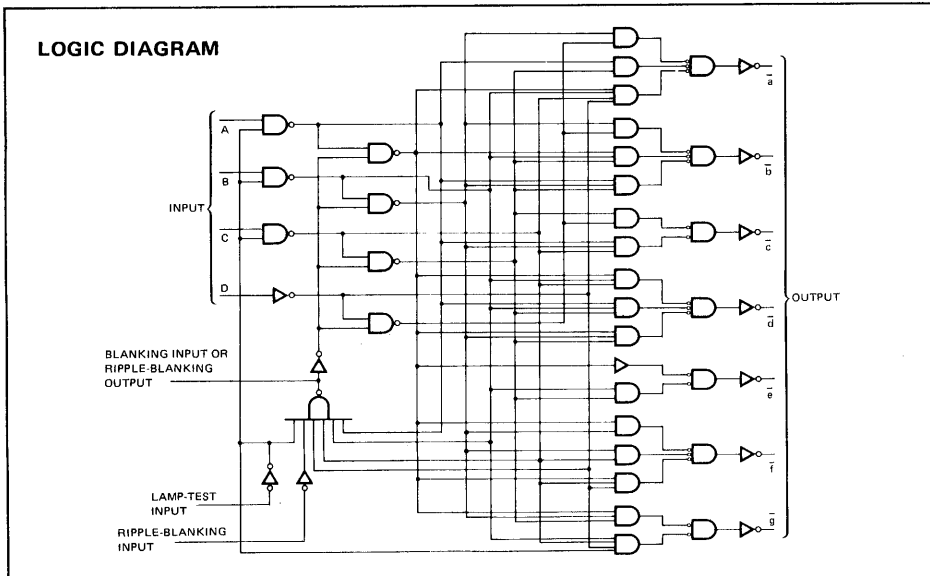 LOGIC DIAGRAM
INPUT
A
B
C
D
BLANKING INPUT OR
RIPPLE-BLANKING
OUTPUT
LAMP-TEST
INPUT
RIPPLE-BLANKING
INPUT
a
b
c
d
e
f
g
OUTPUT